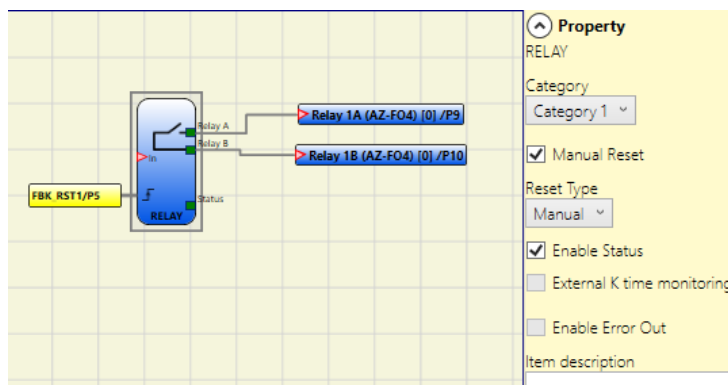 Property
RELAY
Category
Category 1
Manual Reset
Reset Type
Manual
Enable Status
External K time monitoring
Enable Error Out
Item description
Relay A
Relay 1A (AZ-FO4) [0] /P9
Relay B
Relay 1B (AZ-FO4) [0] /P10
In
FBK_RST1/P5
Status
RELAY